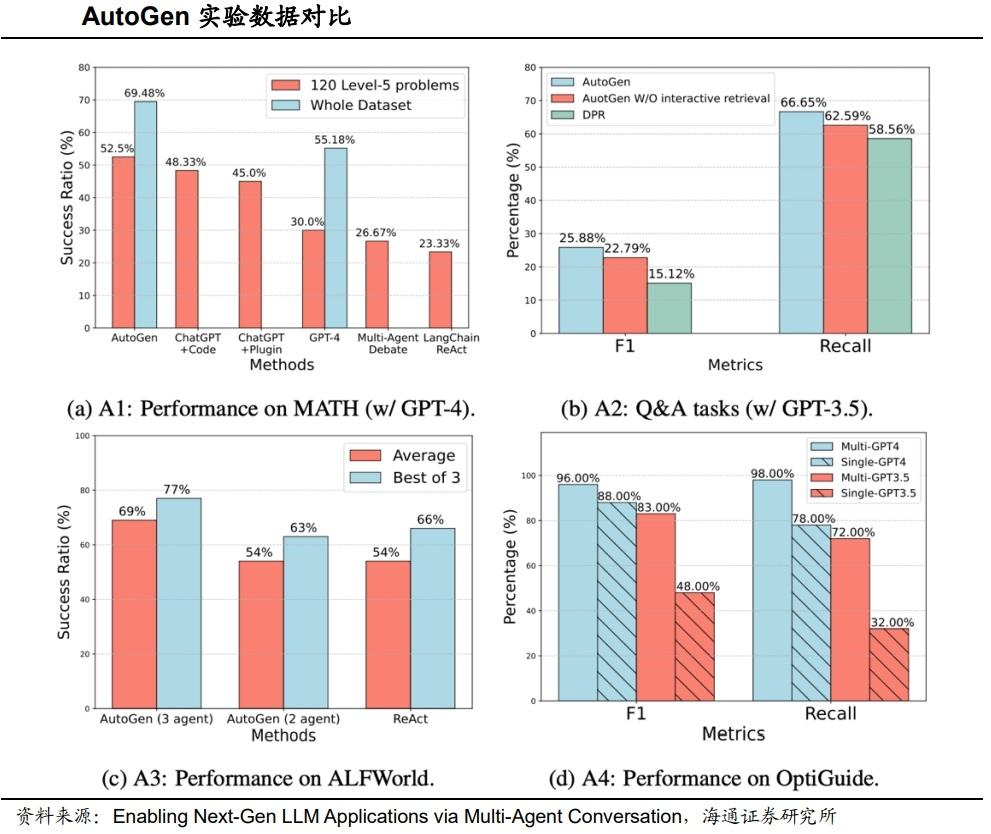 AutoGen 实验数据对比
80
70
60
50
40
30
20
10
0
Success Ratio (%)
120 Level-5 problems
Whole Dataset
52.5%
69.48%
48.33%
45.0%
30.0%
55.18%
26.67%
23.33%
AutoGen
ChatGPT
+Code
ChatGPT
+Plugin
GPT-4
Multi-Agent
Debate
LangChain
ReAct
Methods
(a) A1: Performance on MATH (w/ GPT-4).
80
70
60
50
40
30
20
10
0
Percentage (%)
AutoGen
AuotGen W/O interactive retrieval
DPR
25.88%
22.79%
15.12%
66.65%
62.59%
58.56%
F1
Recall
Metrics
(b) A2: Q&A tasks (w/ GPT-3.5).
100
80
60
40
20
0
Success Ratio (%)
Average
Best of 3
69%
77%
54%
63%
54%
66%
AutoGen (3 agent)
AutoGen (2 agent)
ReAct
Methods
(c) A3: Performance on ALFWorld.
100
80
60
40
20
0
Percentage (%)
Multi-GPT4
Single-GPT4
Multi-GPT3.5
Single-GPT3.5
96.00%
88.00%
83.00%
48.00%
98.00%
78.00%
72.00%
32.00%
F1
Recall
Metrics
(d) A4: Performance on OptiGuide.
资料来源：Enabling Next-Gen LLM Applications via Multi-Agent Conversation，海通证券研究所